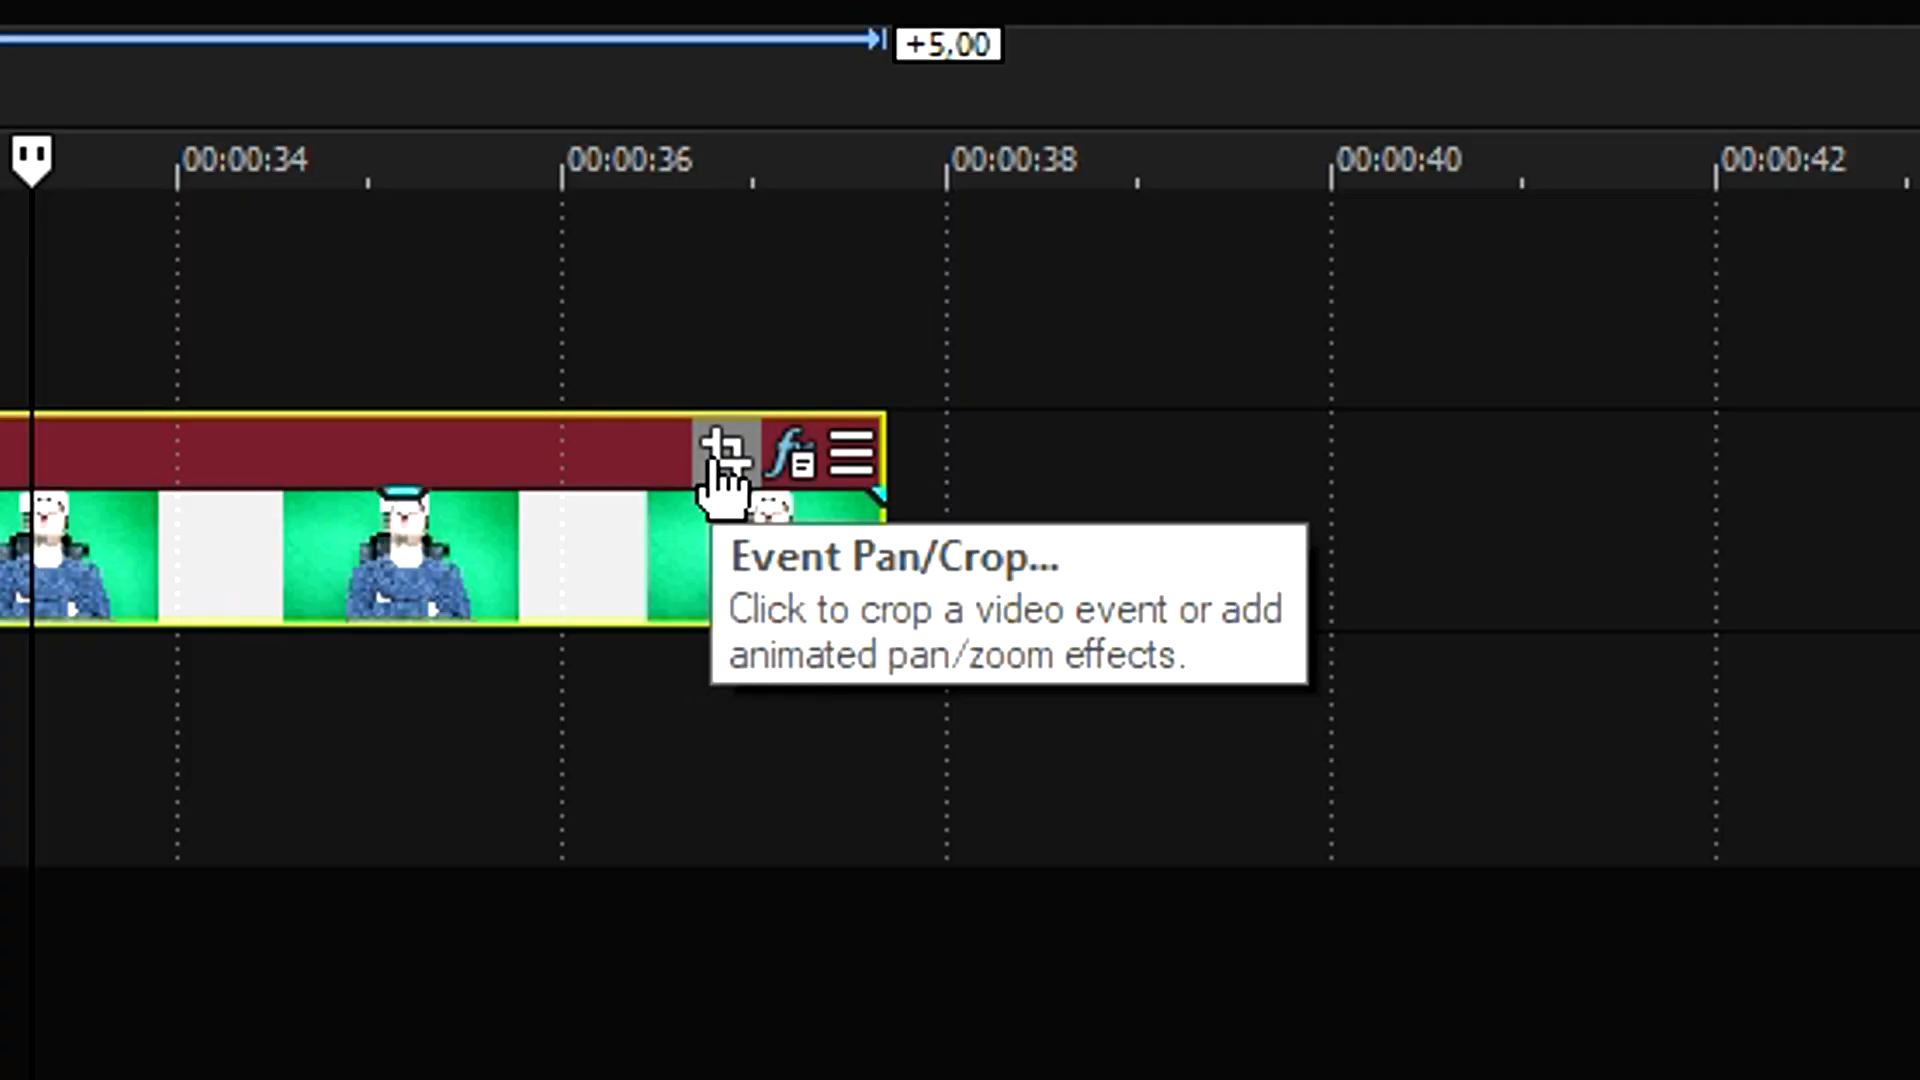 +5,00
00:00:34
00:00:36
00:00:38
00:00:40
00:00:42
Event Pan/Crop...
Click to crop a video event or add
animated pan/zoom effects.